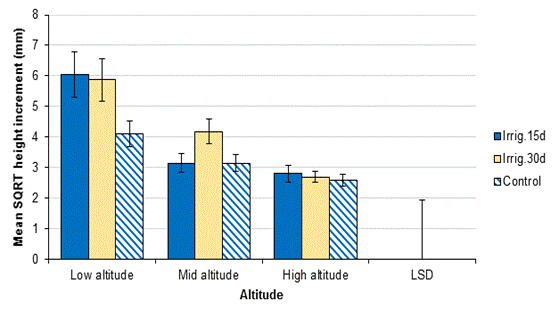 Mean SQRT height increment (mm)
8
7
6
5
4
3
2
1
0
Low altitude
Mid altitude
High altitude
LSD
Altitude
Irrig.15d
Irrig.30d
Control